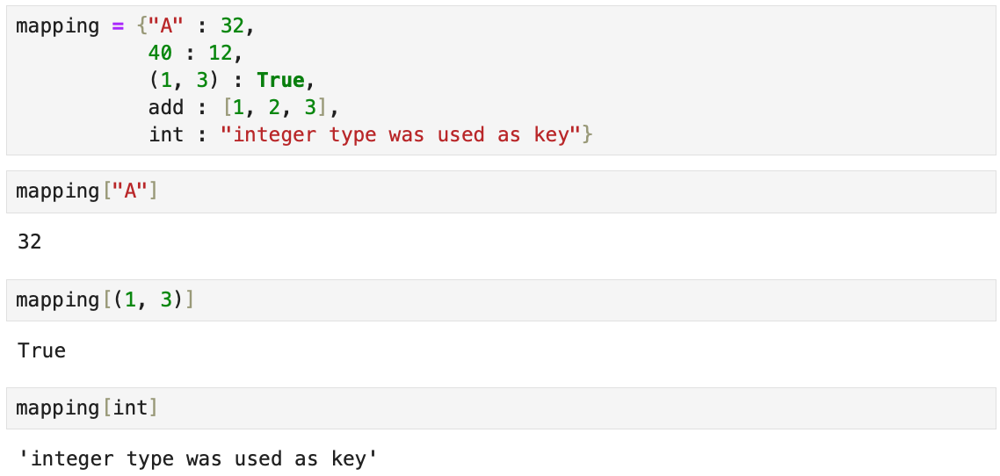 mapping = {"A" : 32,
           40 : 12,
           (1, 3) : True,
           add : [1, 2, 3],
           int : "integer type was used as key"}
mapping["A"]
32
mapping[(1, 3)]
True
mapping[int]
'integer type was used as key'